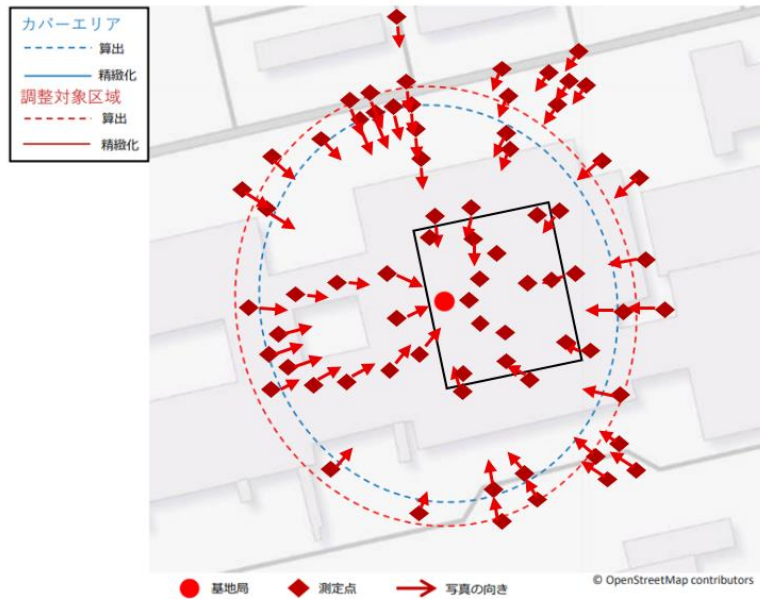 カバーエリア
算出
精緻化
調整対象区域
算出
精緻化
基地局
測定点
写真の向き
© OpenStreetMap contributors